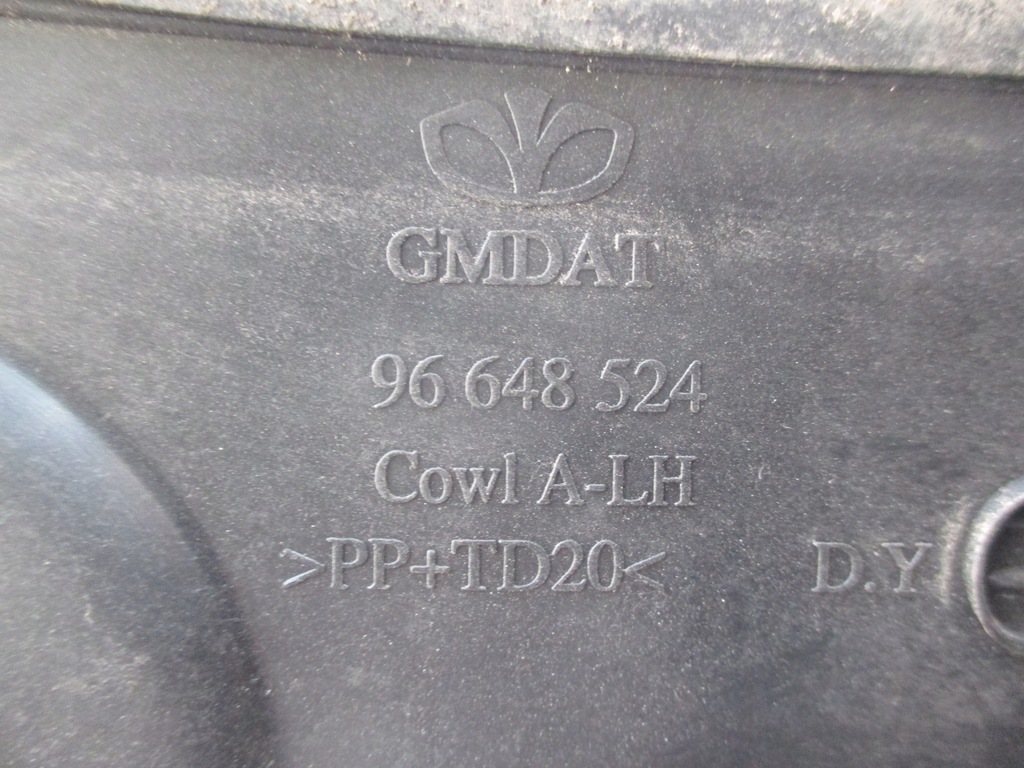 GMDAT
96 648 524
Cowl A-LH
>PP+TD20< D.Y